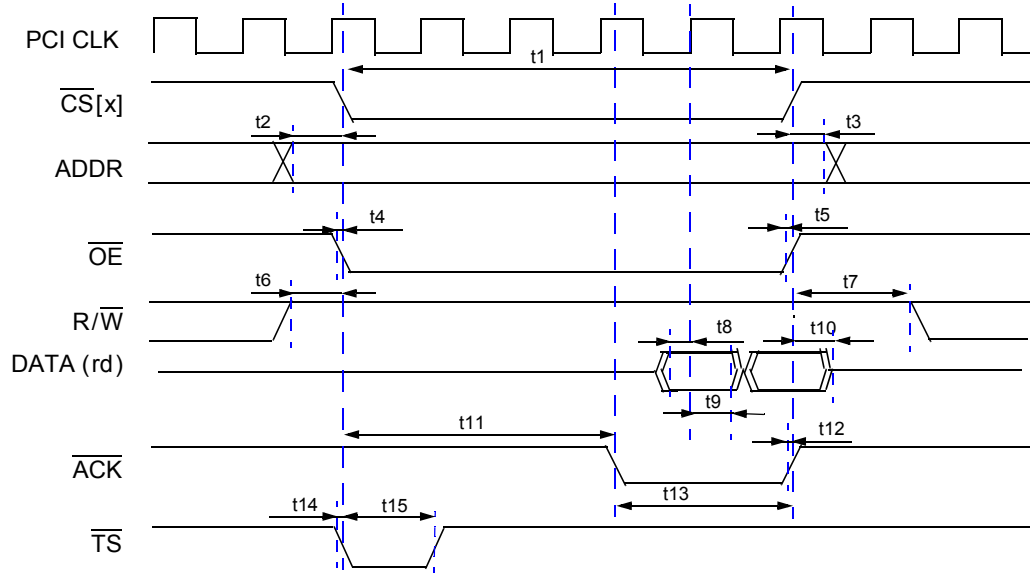 PCI CLK
t1
CS[x]
t2
t3
ADDR
t4
t5
OE
t6
t7
R/W
t8
t10
DATA (rd)
t9
t11
t12
ACK
t13
t14
t15
TS